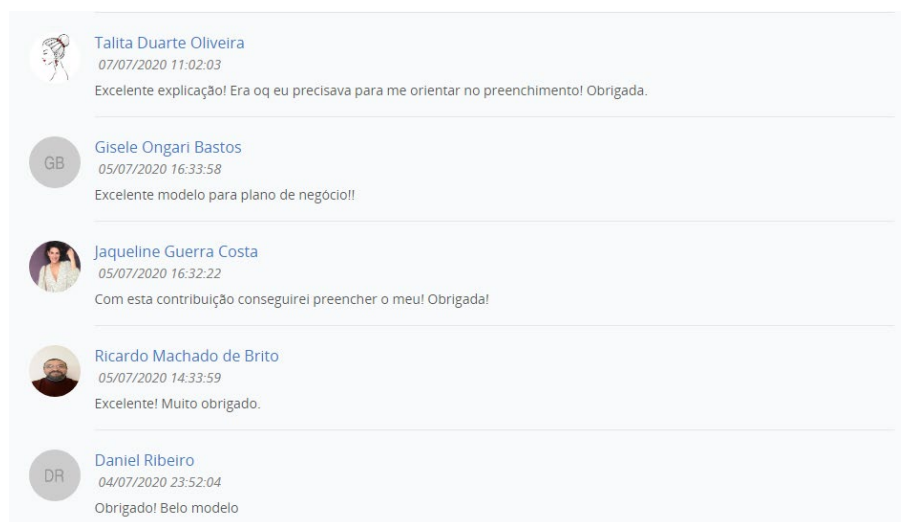 Talita Duarte Oliveira
07/07/2020 11:02:03
Excelente explicação! Era oq eu precisava para me orientar no preenchimento! Obrigada.
GB
Gisele Ongari Bastos
05/07/2020 16:33:58
Excelente modelo para plano de negócio!!
Jaqueline Guerra Costa
05/07/2020 16:32:22
Com esta contribuição conseguirei preencher o meu! Obrigada!
Ricardo Machado de Brito
05/07/2020 14:33:59
Excelente! Muito obrigado.
DR
Daniel Ribeiro
04/07/2020 23:52:04
Obrigado! Belo modelo